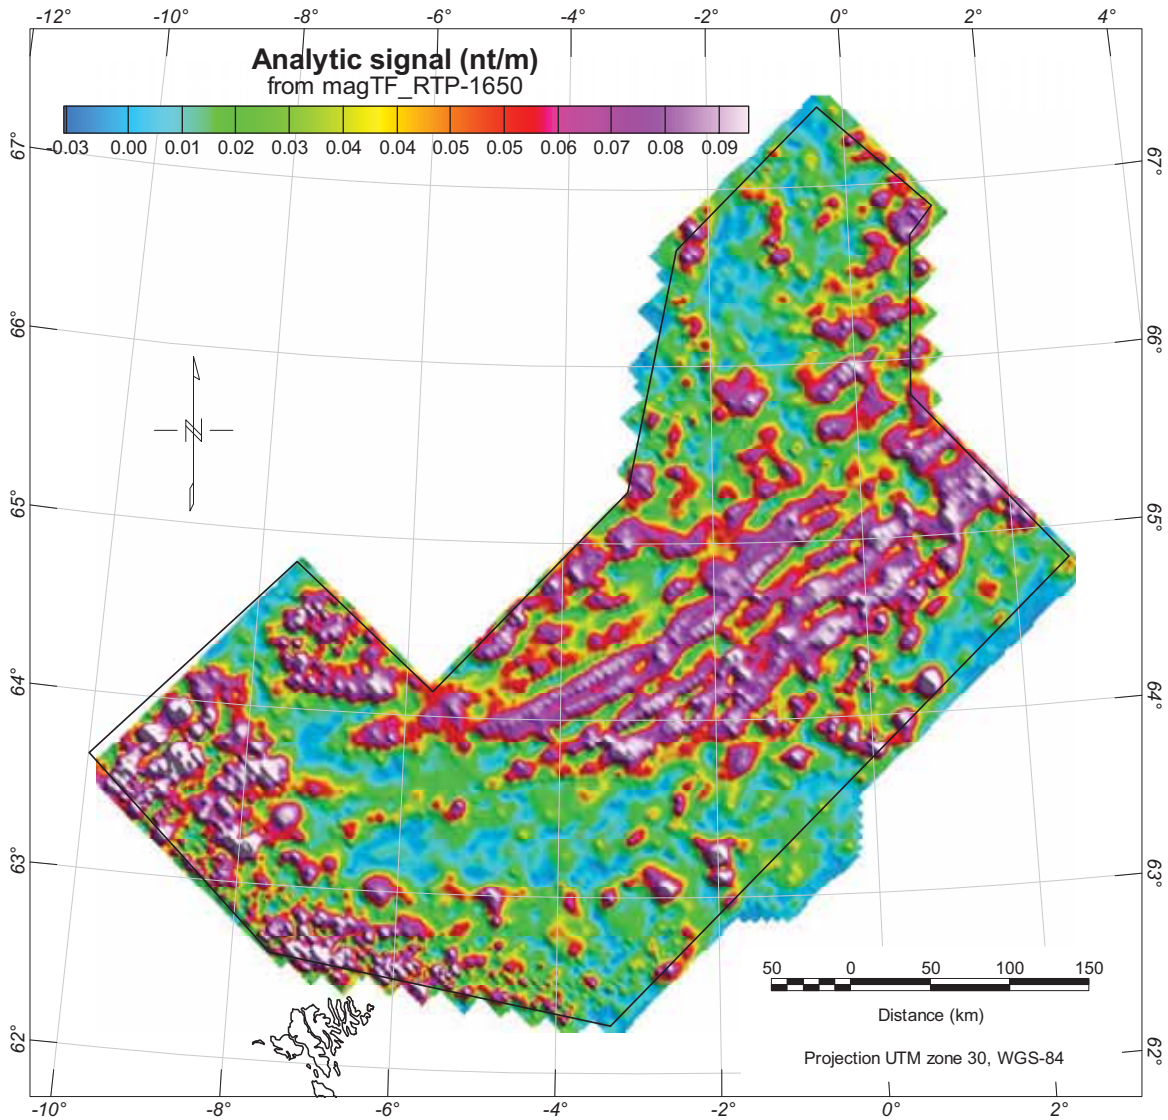 -12° -10° -8° -6° -4° -2° 0° 2° 4°
Analytic signal (nt/m)
from magTF_RTP-1650
-0.03 0.00 0.01 0.02 0.03 0.04 0.04 0.05 0.05 0.06 0.07 0.08 0.09
67° 67°
66° 66°
N
65° 65°
64° 64°
63° 63°
50 0 50 100 150
Distance (km)
62° 62°
Projection UTM zone 30, WGS-84
-10° -8° -6° -4° -2° 0° 2°